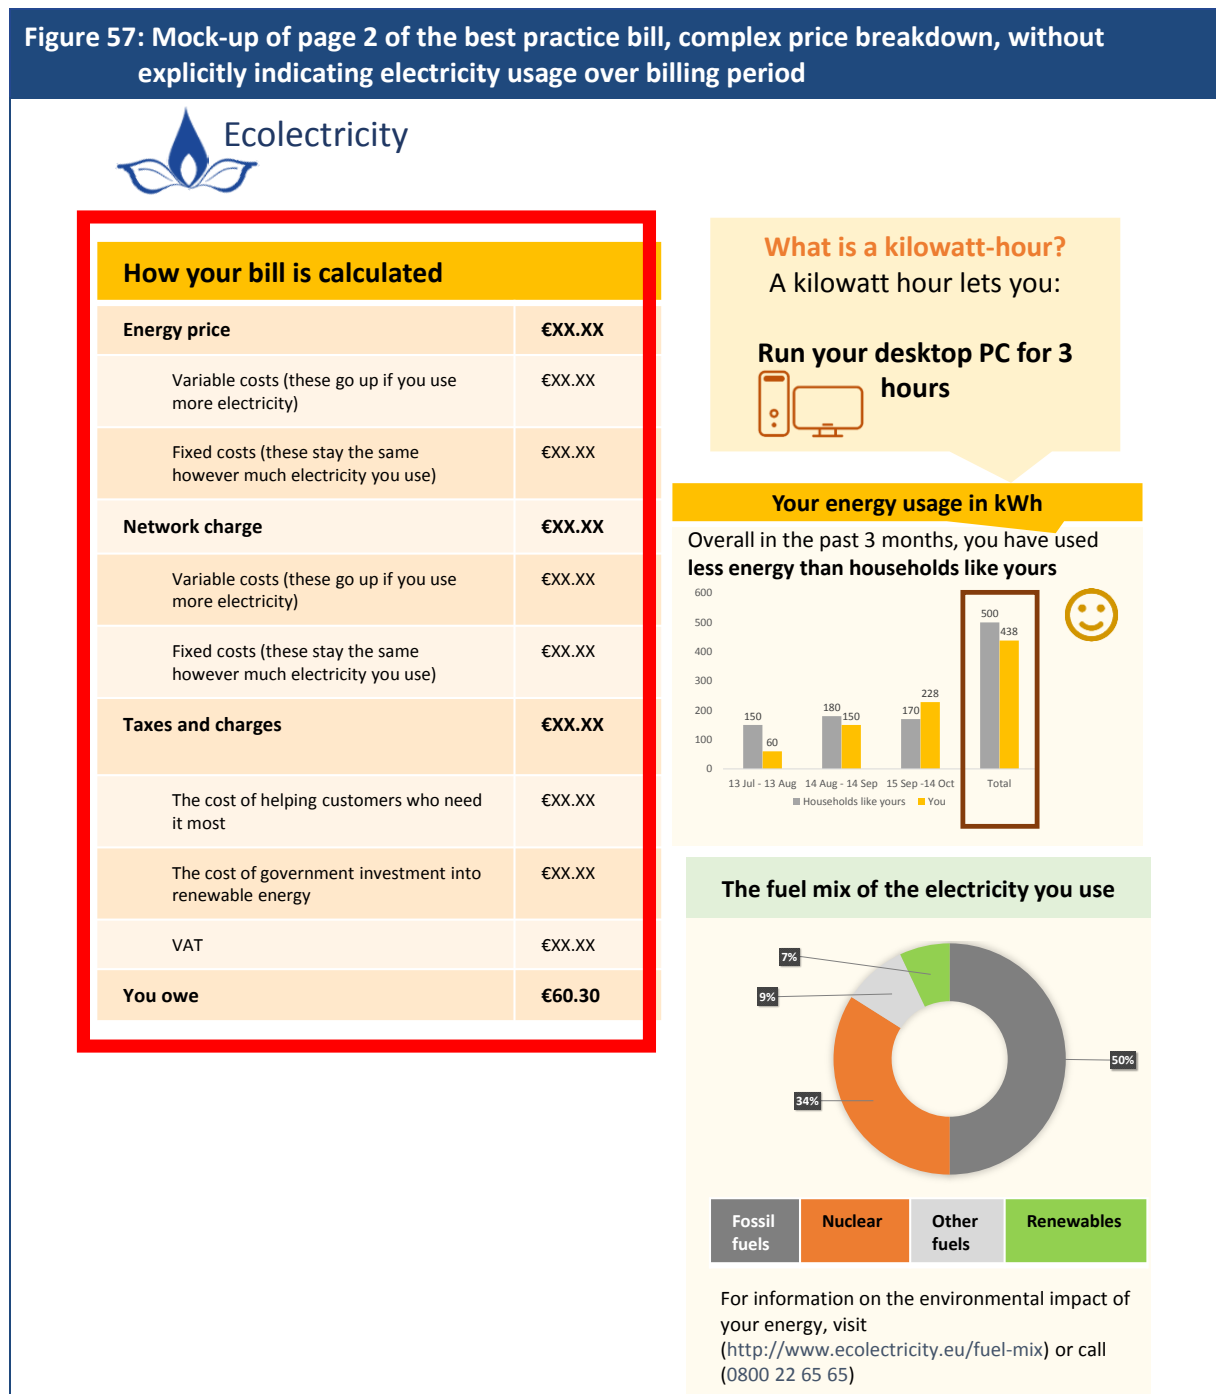 Figure 57: Mock-up of page 2 of the best practice bill, complex price breakdown, without
explicitly indicating electricity usage over billing period
Ecolectricity
How your bill is calculated
Energy price €XX.XX
Variable costs (these go up if you use
more electricity) €XX.XX
Fixed costs (these stay the same
however much electricity you use) €XX.XX
Network charge €XX.XX
Variable costs (these go up if you use
more electricity) €XX.XX
Fixed costs (these stay the same
however much electricity you use) €XX.XX
Taxes and charges €XX.XX
The cost of helping customers who need
it most €XX.XX
The cost of government investment into
renewable energy €XX.XX
VAT €XX.XX
You owe €60.30
What is a kilowatt-hour?
A kilowatt hour lets you:
Run your desktop PC for 3
hours
Your energy usage in kWh
Overall in the past 3 months, you have used
less energy than households like yours
600
500
400
300
200
100
0
150
60
180
150
170
228
500
438
13 Jul - 13 Aug 14 Aug - 14 Sep 15 Sep -14 Oct Total
Households like yours You
The fuel mix of the electricity you use
7%
9%
50%
34%
Fossil
fuels
Nuclear
Other
fuels
Renewables
For information on the environmental impact of
your energy, visit
(http://www.ecolectricity.eu/fuel-mix) or call
(0800 22 65 65)